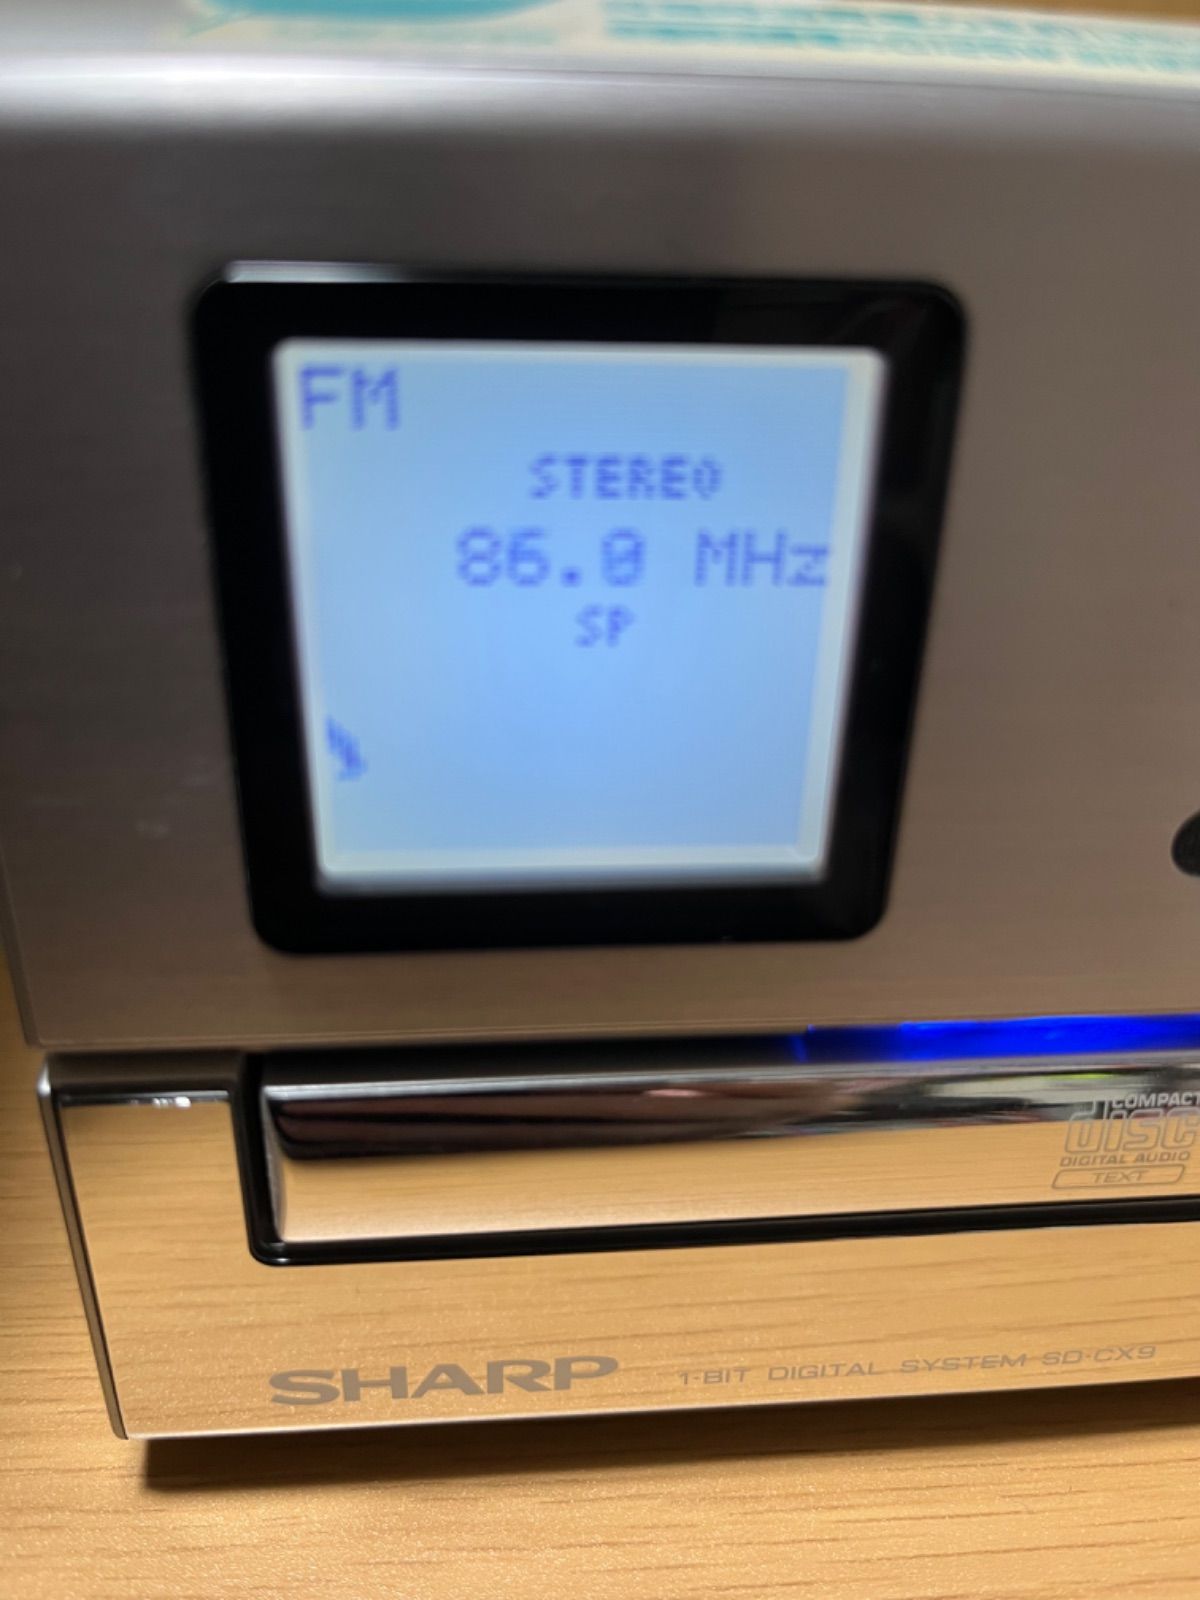 FM
STEREO
86.0 MHz
SP
COMPACT
disc
DIGITAL AUDIO
TEXT
SHARP
1-BIT DIGITAL SYSTEM SD-CX9